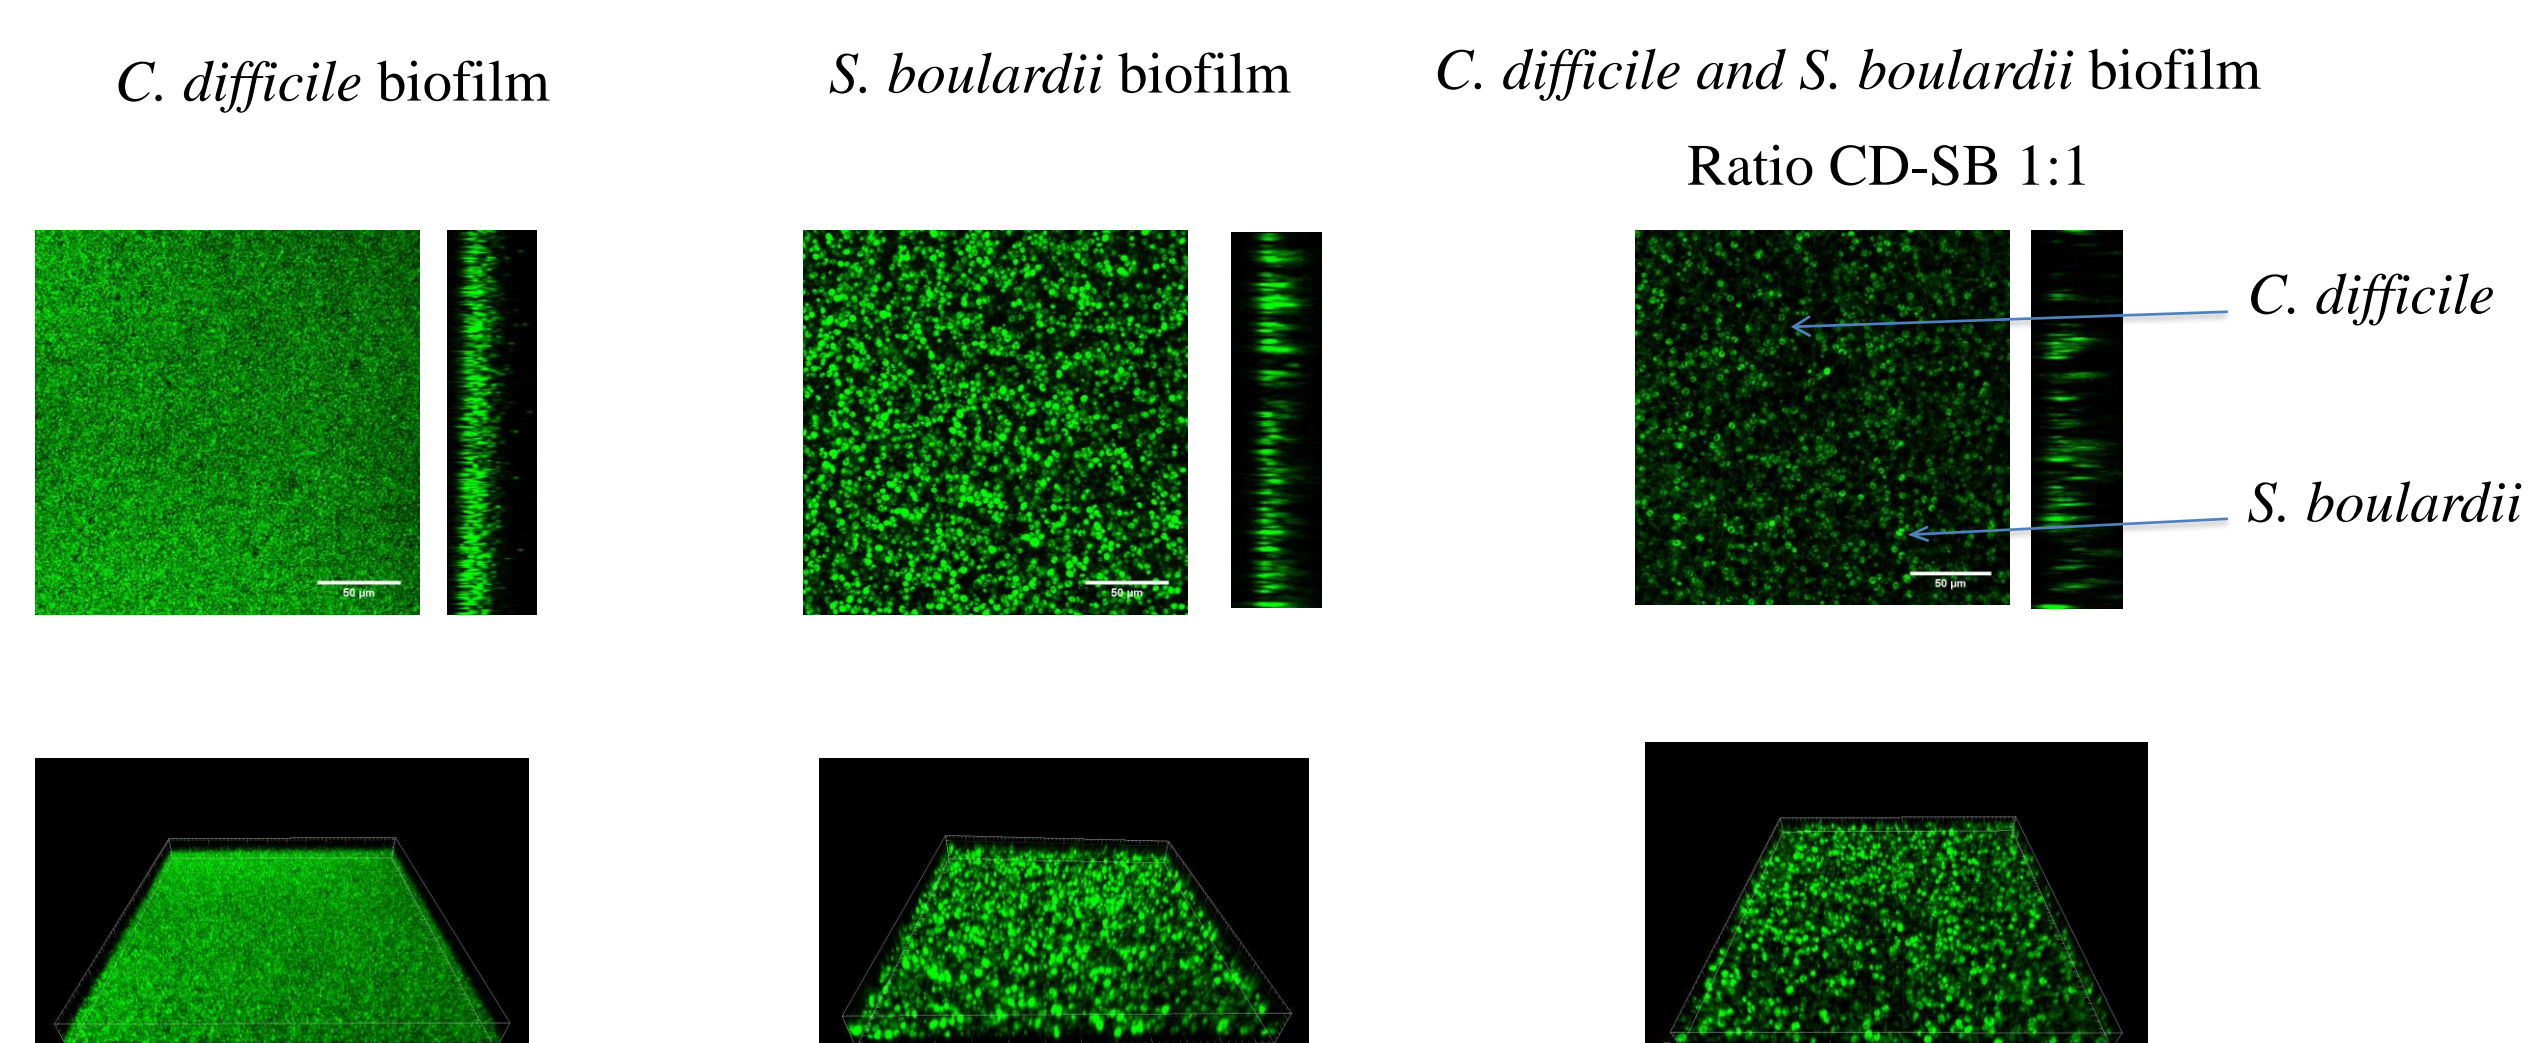 C. difficile biofilm
S. boulardii biofilm
C. difficile and S. boulardii biofilm
Ratio CD-SB 1:1
C. difficile
S. boulardii
50 µm
50 µm
50 µm